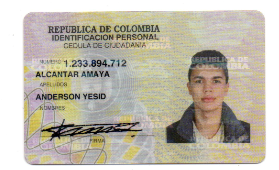 REPUBLICA DE COLOMBIA
IDENTIFICACION PERSONAL
CEDULA DE CIUDADANIA
NUMERO 1.233.894.712
ALCANTAR AMAYA
APELLIDOS
ANDERSON YESID
NOMBRES
FIRMA